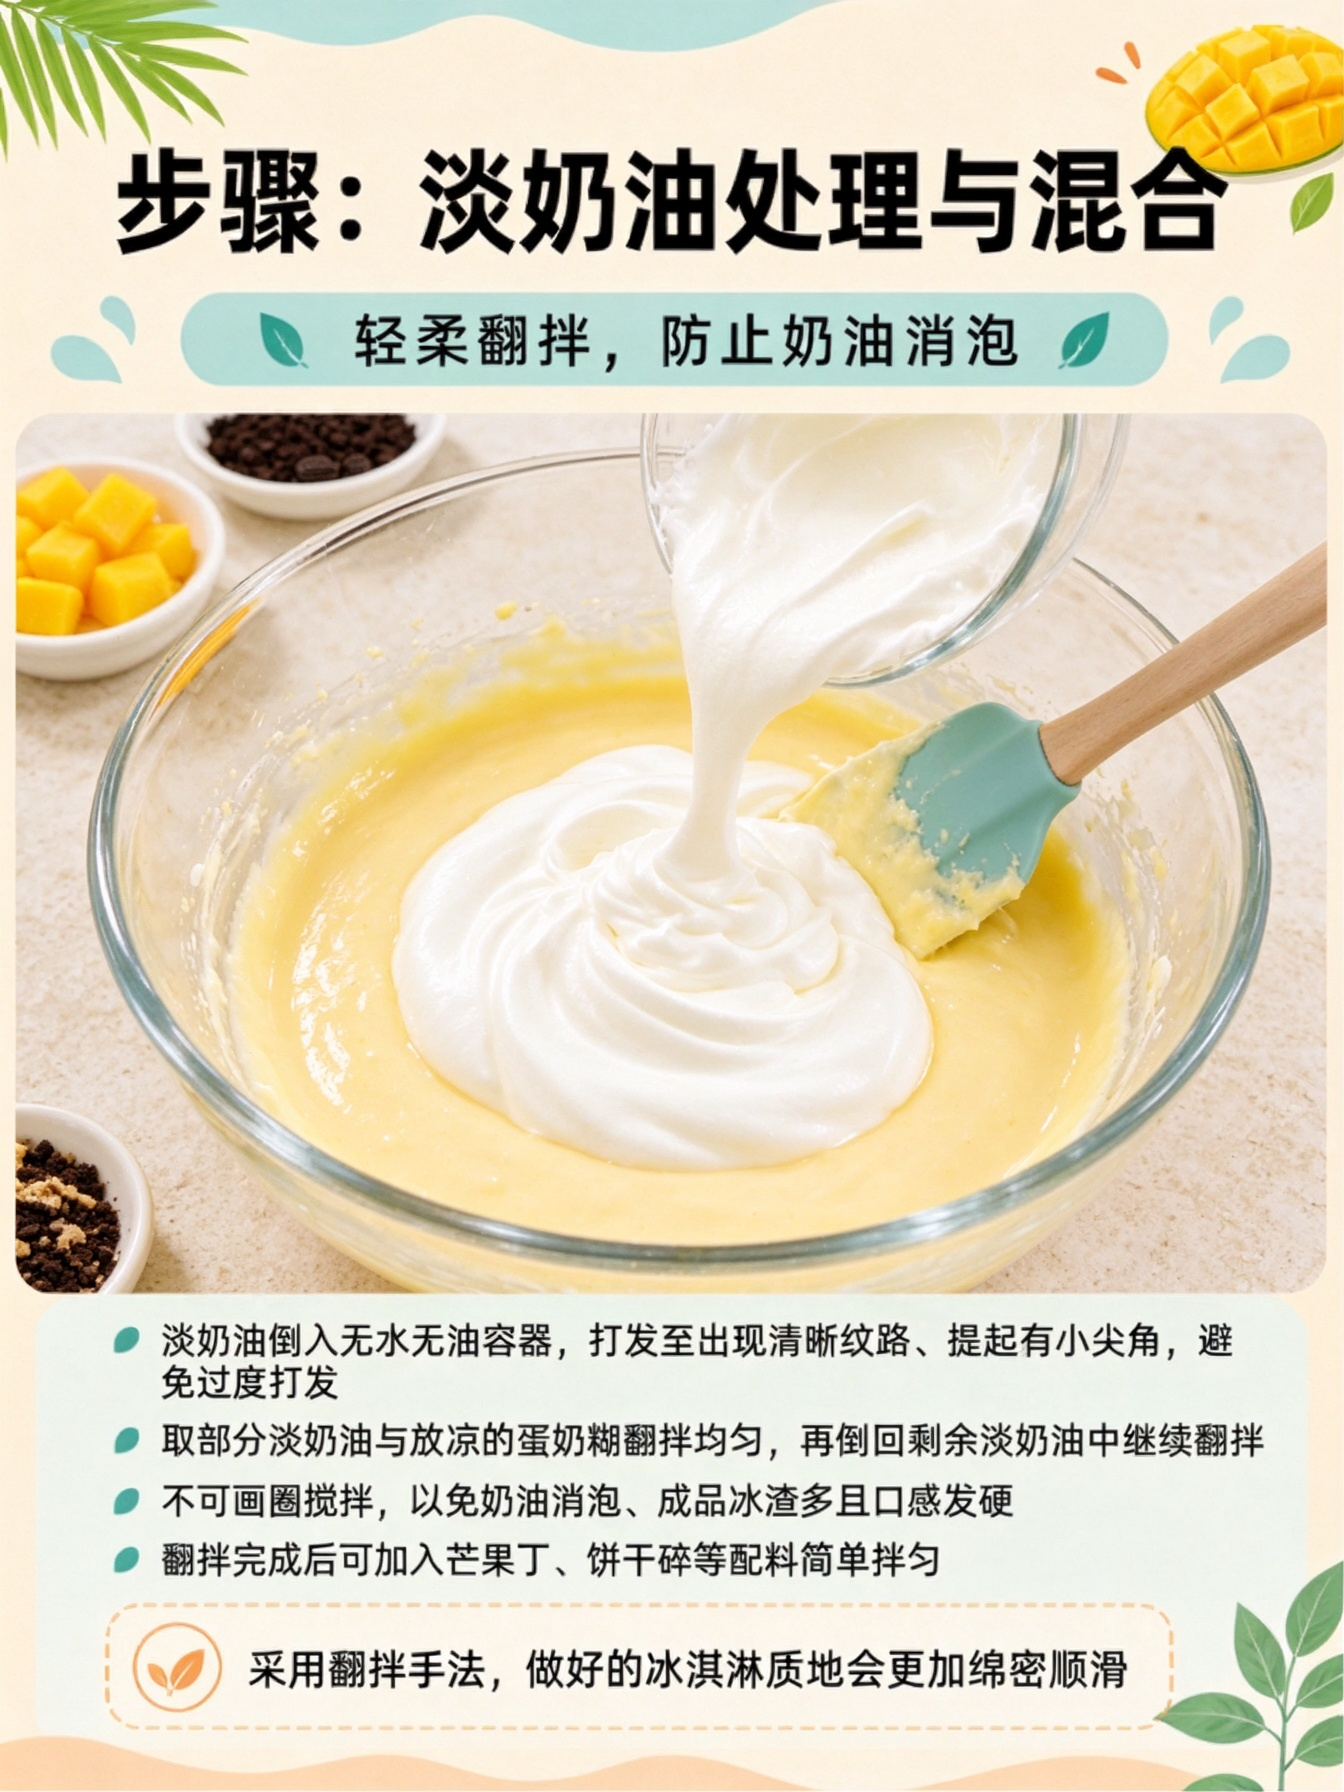 步骤：淡奶油处理与混合
轻柔翻拌，防止奶油消泡
淡奶油倒入无水无油容器，打发至出现清晰纹路、提起有小尖角，避
免过度打发
取部分淡奶油与放凉的蛋奶糊翻拌均匀，再倒回剩余淡奶油中继续翻拌
不可画圈搅拌，以免奶油消泡、成品冰渣多且口感发硬
翻拌完成后可加入芒果丁、饼干碎等配料简单拌匀
采用翻拌手法，做好的冰淇淋质地会更加绵密顺滑